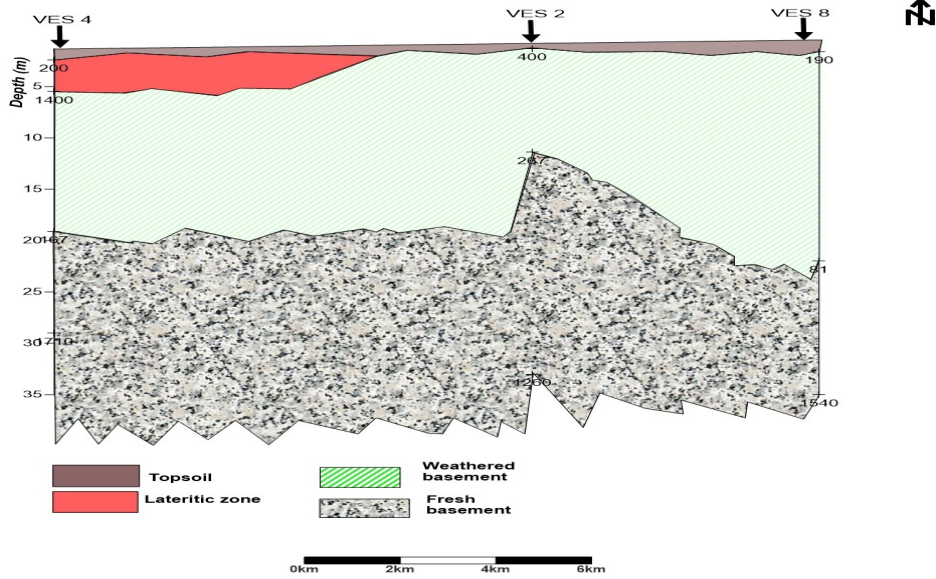 VES 4
VES 2
VES 8
N
Depth (m)
200
400
190
5
1400
10
267
15
20
167
81
25
30
1710
1260
35
1540
Topsoil
Weathered
basement
Lateritic zone
Fresh
basement
0km
2km
4km
6km